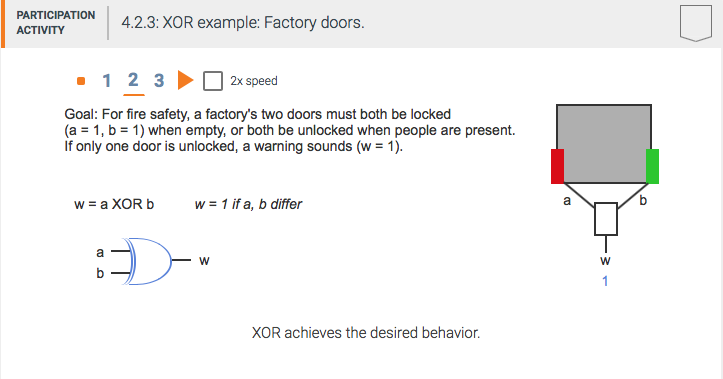 PARTICIPATION
ACTIVITY
4.2.3: XOR example: Factory doors.
1 2 3 2x speed
Goal: For fire safety, a factory's two doors must both be locked
(a = 1, b = 1) when empty, or both be unlocked when people are present.
If only one door is unlocked, a warning sounds (w = 1).
w = a XOR b w = 1 if a, b differ
a
b
w
a b
w
1
XOR achieves the desired behavior.